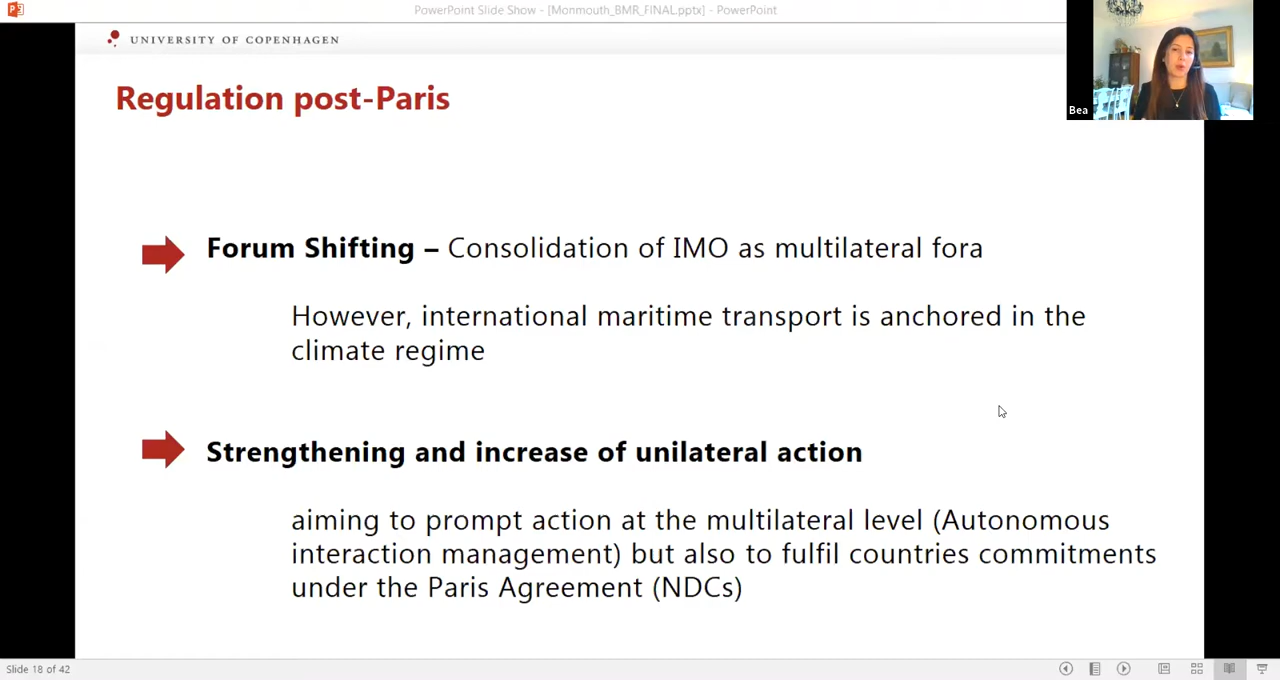 PowerPoint Slide Show - [Monmouth_BMR_FINAL.pptx] - PowerPoint
UNIVERSITY OF COPENHAGEN
Bea
Regulation post-Paris
Forum Shifting – Consolidation of IMO as multilateral fora
However, international maritime transport is anchored in the
climate regime
Strengthening and increase of unilateral action
aiming to prompt action at the multilateral level (Autonomous
interaction management) but also to fulfil countries commitments
under the Paris Agreement (NDCs)
Slide 18 of 42